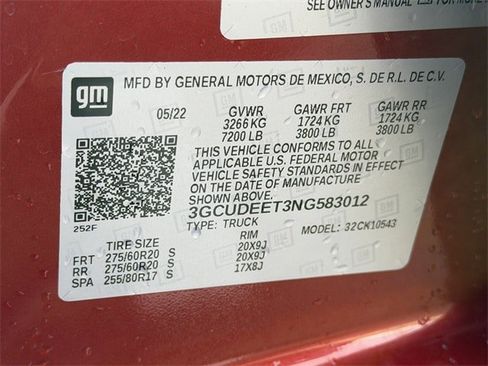 SEE OWNER'S MANUAL
gm
MFD BY GENERAL MOTORS DE MEXICO, S. DE R.L. DE C.V.
05/22 GVWR GAWR FRT GAWR RR
3266 KG 1724 KG 1724 KG
7200 LB 3800 LB 3800 LB
THIS VEHICLE CONFORMS TO ALL
APPLICABLE U.S. FEDERAL MOTOR
VEHICLE SAFETY STANDARDS IN EFFECT
ON THE DATE OF MANUFACTURE
SHOWN ABOVE.
3GCUDEET3NG583012
252F TYPE: TRUCK MODEL: 32CK10543
TIRE SIZE RIM
FRT 275/60R20 S 20X9J
RR 275/60R20 S 20X9J
SPA 255/80R17 S 17X8J